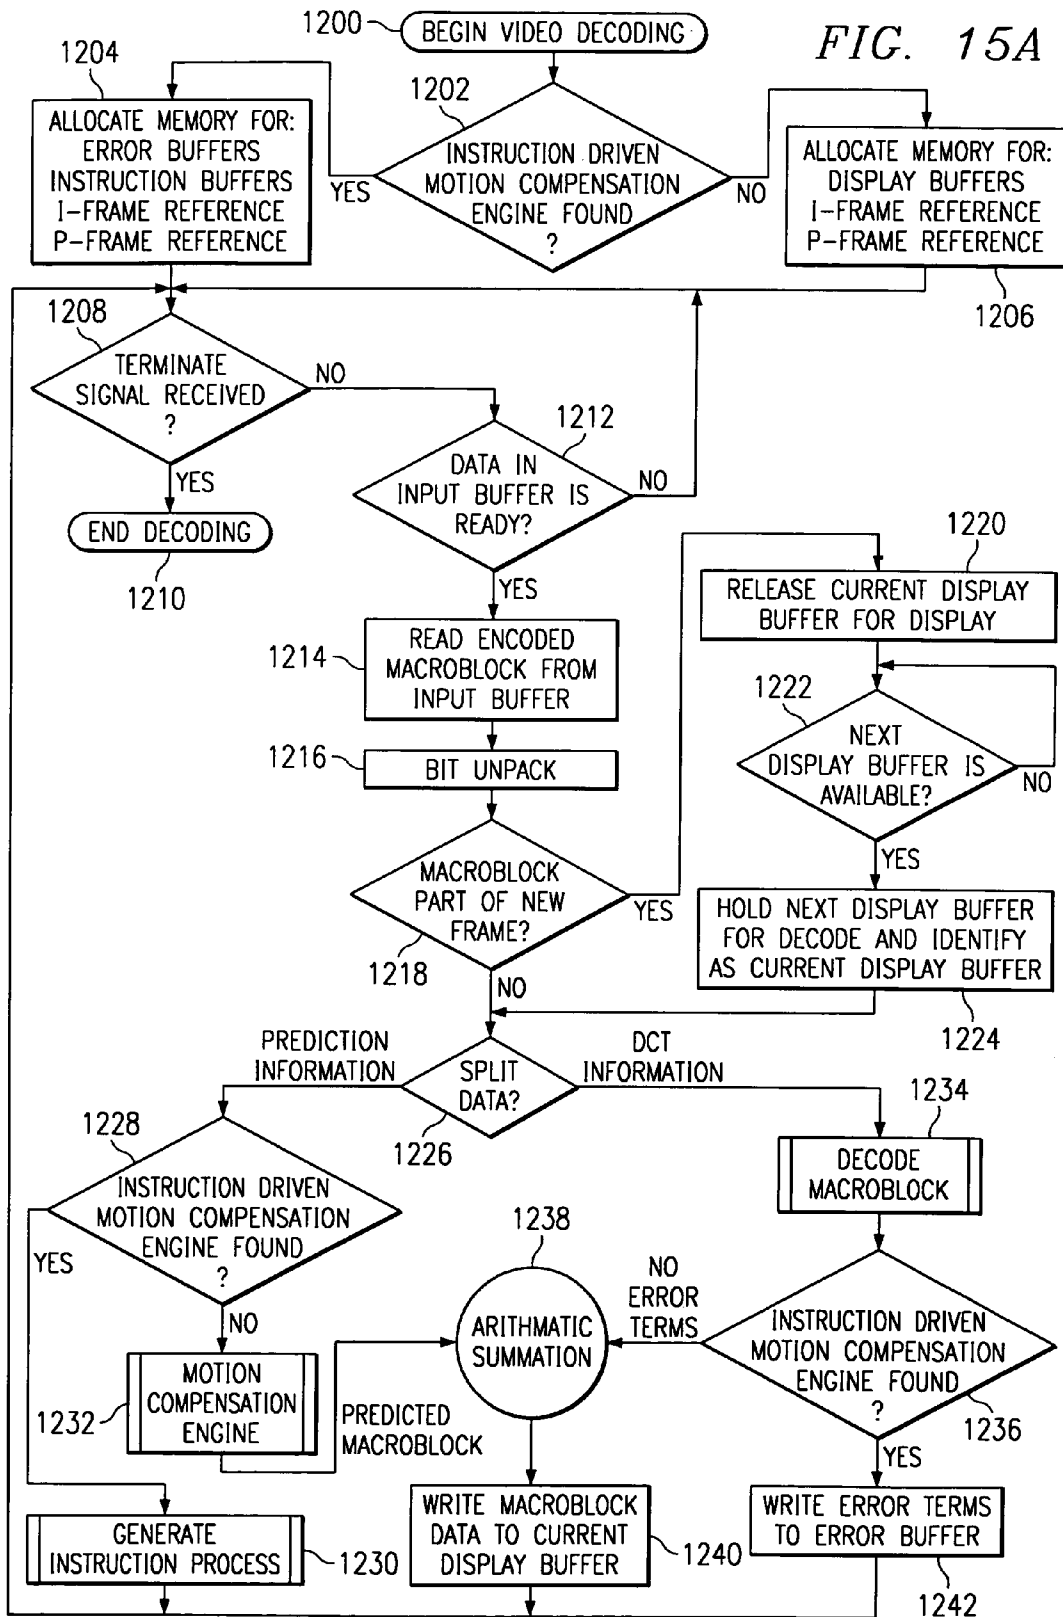 FIG. 15A
1200
BEGIN VIDEO DECODING
1202
INSTRUCTION DRIVEN
MOTION COMPENSATION
ENGINE FOUND
?
YES
NO
1204
ALLOCATE MEMORY FOR:
ERROR BUFFERS
INSTRUCTION BUFFERS
I-FRAME REFERENCE
P-FRAME REFERENCE
ALLOCATE MEMORY FOR:
DISPLAY BUFFERS
I-FRAME REFERENCE
P-FRAME REFERENCE
1206
1208
TERMINATE
SIGNAL RECEIVED
?
NO
YES
END DECODING
1210
1212
DATA IN
INPUT BUFFER IS
READY?
NO
YES
1214
READ ENCODED
MACROBLOCK FROM
INPUT BUFFER
1216
BIT UNPACK
MACROBLOCK
PART OF NEW
FRAME?
1218
YES
NO
1220
RELEASE CURRENT DISPLAY
BUFFER FOR DISPLAY
1222
NEXT
DISPLAY BUFFER IS
AVAILABLE?
NO
YES
HOLD NEXT DISPLAY BUFFER
FOR DECODE AND IDENTIFY
AS CURRENT DISPLAY BUFFER
1224
PREDICTION
INFORMATION
SPLIT
DATA?
1226
DCT
INFORMATION
1228
INSTRUCTION DRIVEN
MOTION COMPENSATION
ENGINE FOUND
?
YES
NO
1232
MOTION
COMPENSATION
ENGINE
PREDICTED
MACROBLOCK
GENERATE
INSTRUCTION PROCESS
1230
1234
DECODE
MACROBLOCK
INSTRUCTION DRIVEN
MOTION COMPENSATION
ENGINE FOUND
?
1236
NO
ERROR
TERMS
YES
1238
ARITHMATIC
SUMMATION
WRITE MACROBLOCK
DATA TO CURRENT
DISPLAY BUFFER
1240
WRITE ERROR TERMS
TO ERROR BUFFER
1242